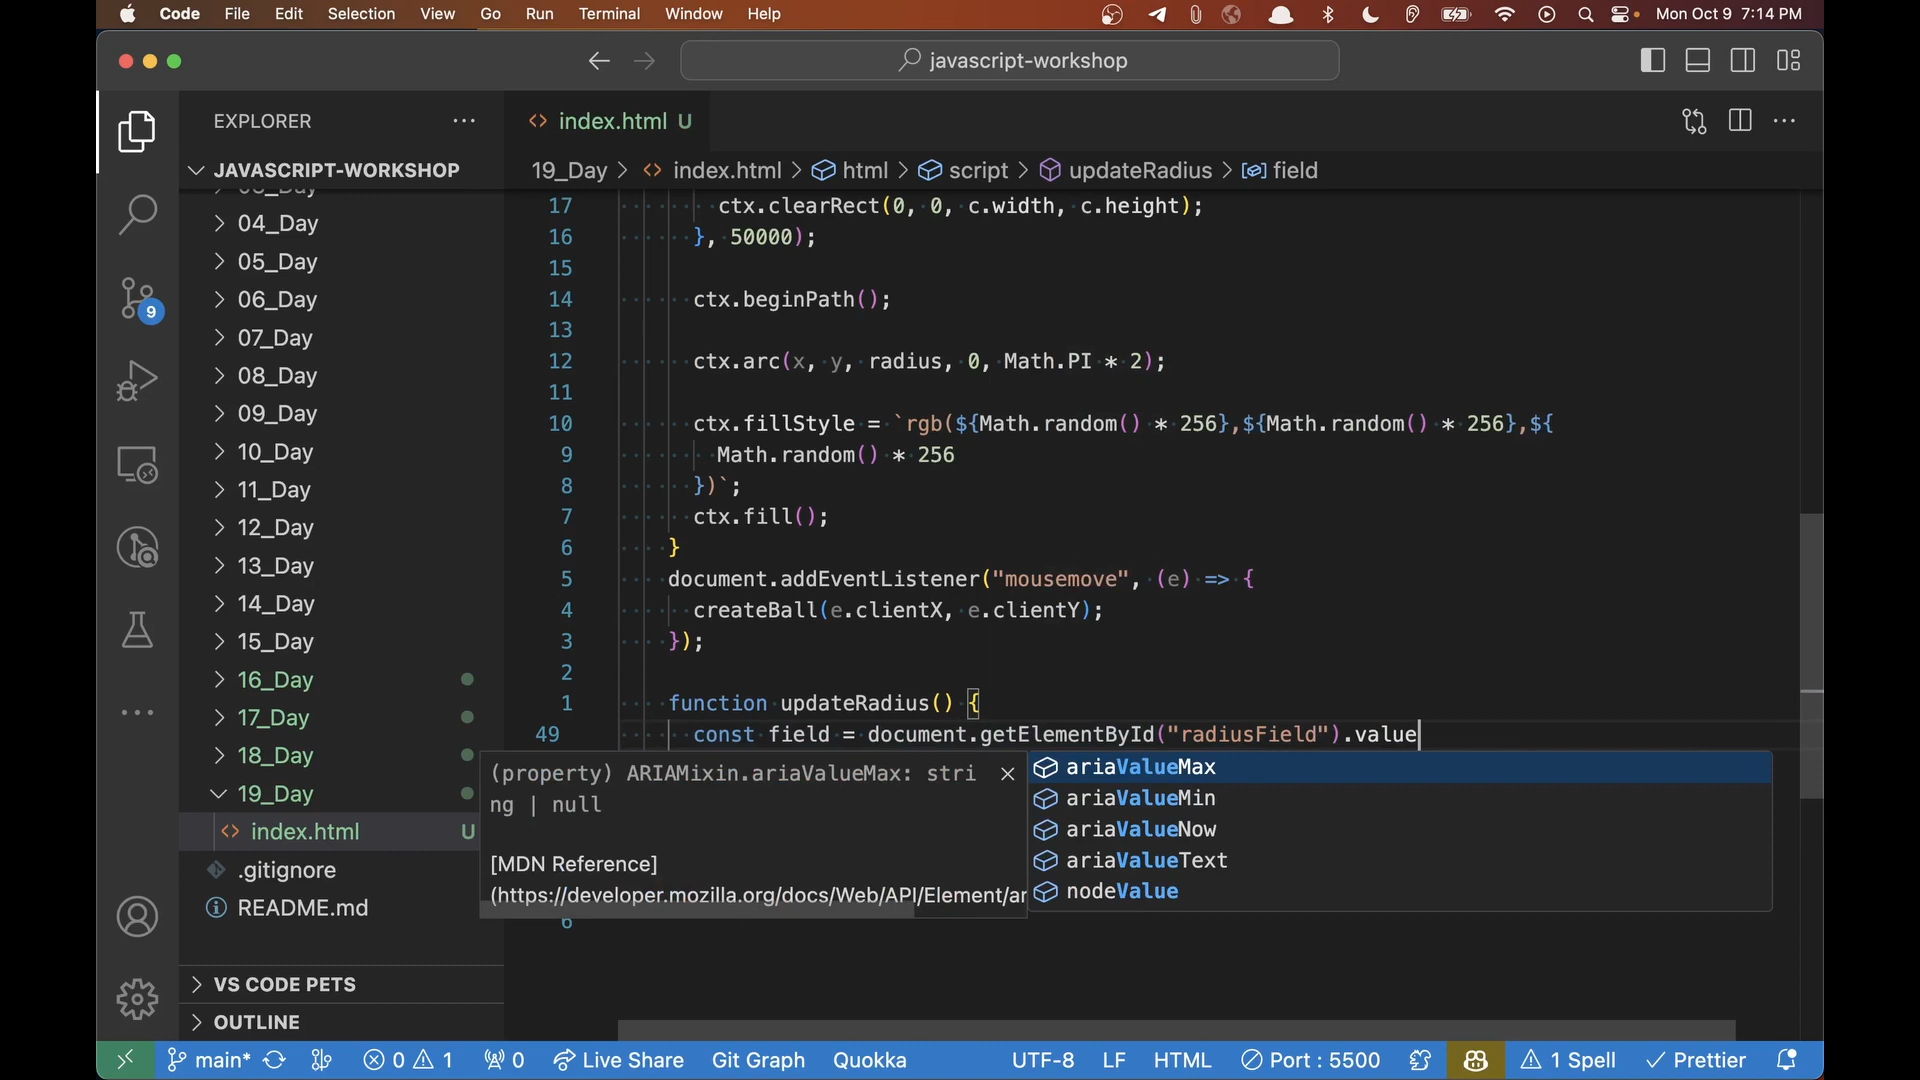 Code File Edit Selection View Go Run Terminal Window Help Mon Oct 9 7:14 PM
javascript-workshop
EXPLORER
index.html U
JAVASCRIPT-WORKSHOP
19_Day > index.html > html > script > updateRadius > field
04_Day
05_Day
06_Day
07_Day
08_Day
09_Day
10_Day
11_Day
12_Day
13_Day
14_Day
15_Day
16_Day
17_Day
18_Day
19_Day
index.html U
.gitignore
README.md
VS CODE PETS
OUTLINE
9
17 ctx.clearRect(0, 0, c.width, c.height);
16 }, 50000);
15
14 ctx.beginPath();
13
12 ctx.arc(x, y, radius, 0, Math.PI * 2);
11
10 ctx.fillStyle = `rgb(${Math.random() * 256},${Math.random() * 256},${
9 Math.random() * 256
8 })`;
7 ctx.fill();
6 }
5 document.addEventListener("mousemove", (e) => {
4 createBall(e.clientX, e.clientY);
3 });
2
1 function updateRadius() {
49 const field = document.getElementById("radiusField").value
(property) ARIAMixin.ariaValueMax: stri
ng | null
[MDN Reference]
(https://developer.mozilla.org/docs/Web/API/Element/ar
ariaValueMax
ariaValueMin
ariaValueNow
ariaValueText
nodeValue
6
main* 0 1 0 Live Share Git Graph Quokka UTF-8 LF HTML Port : 5500 1 Spell Prettier